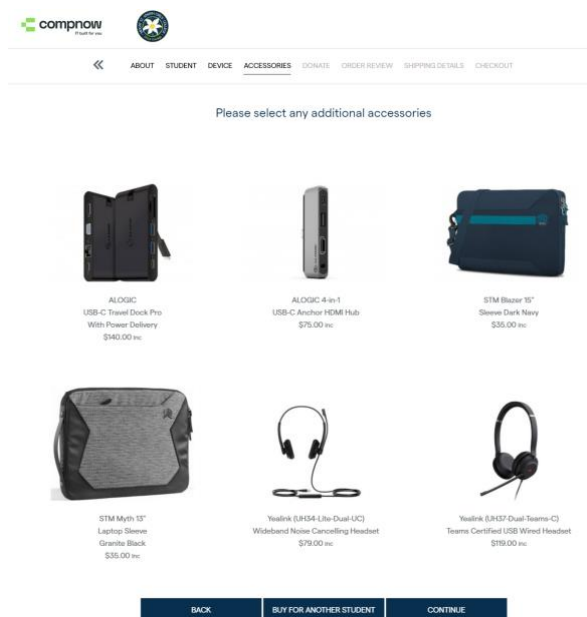 compnow
ABOUT STUDENT DEVICE ACCESSORIES DONATE ORDER REVIEW SHIPPING DETAILS CHECKOUT
Please select any additional accessories
ALOGIC
USB-C Travel Dock Pro
With Power Delivery
$140.00 inc
ALOGIC 4-in-1
USB-C Anchor HDMI Hub
$75.00 inc
STM Blazer 15"
Sleeve Dark Navy
$35.00 inc
STM Myth 13"
Laptop Sleeve
Granite Black
$35.00 inc
Yealink (UH34-Lite-Dual-UC)
Wideband Noise Cancelling Headset
$79.00 inc
Yealink (UH37-Dual-Teams-C)
Teams Certified USB Wired Headset
$119.00 inc
BACK
BUY FOR ANOTHER STUDENT
CONTINUE